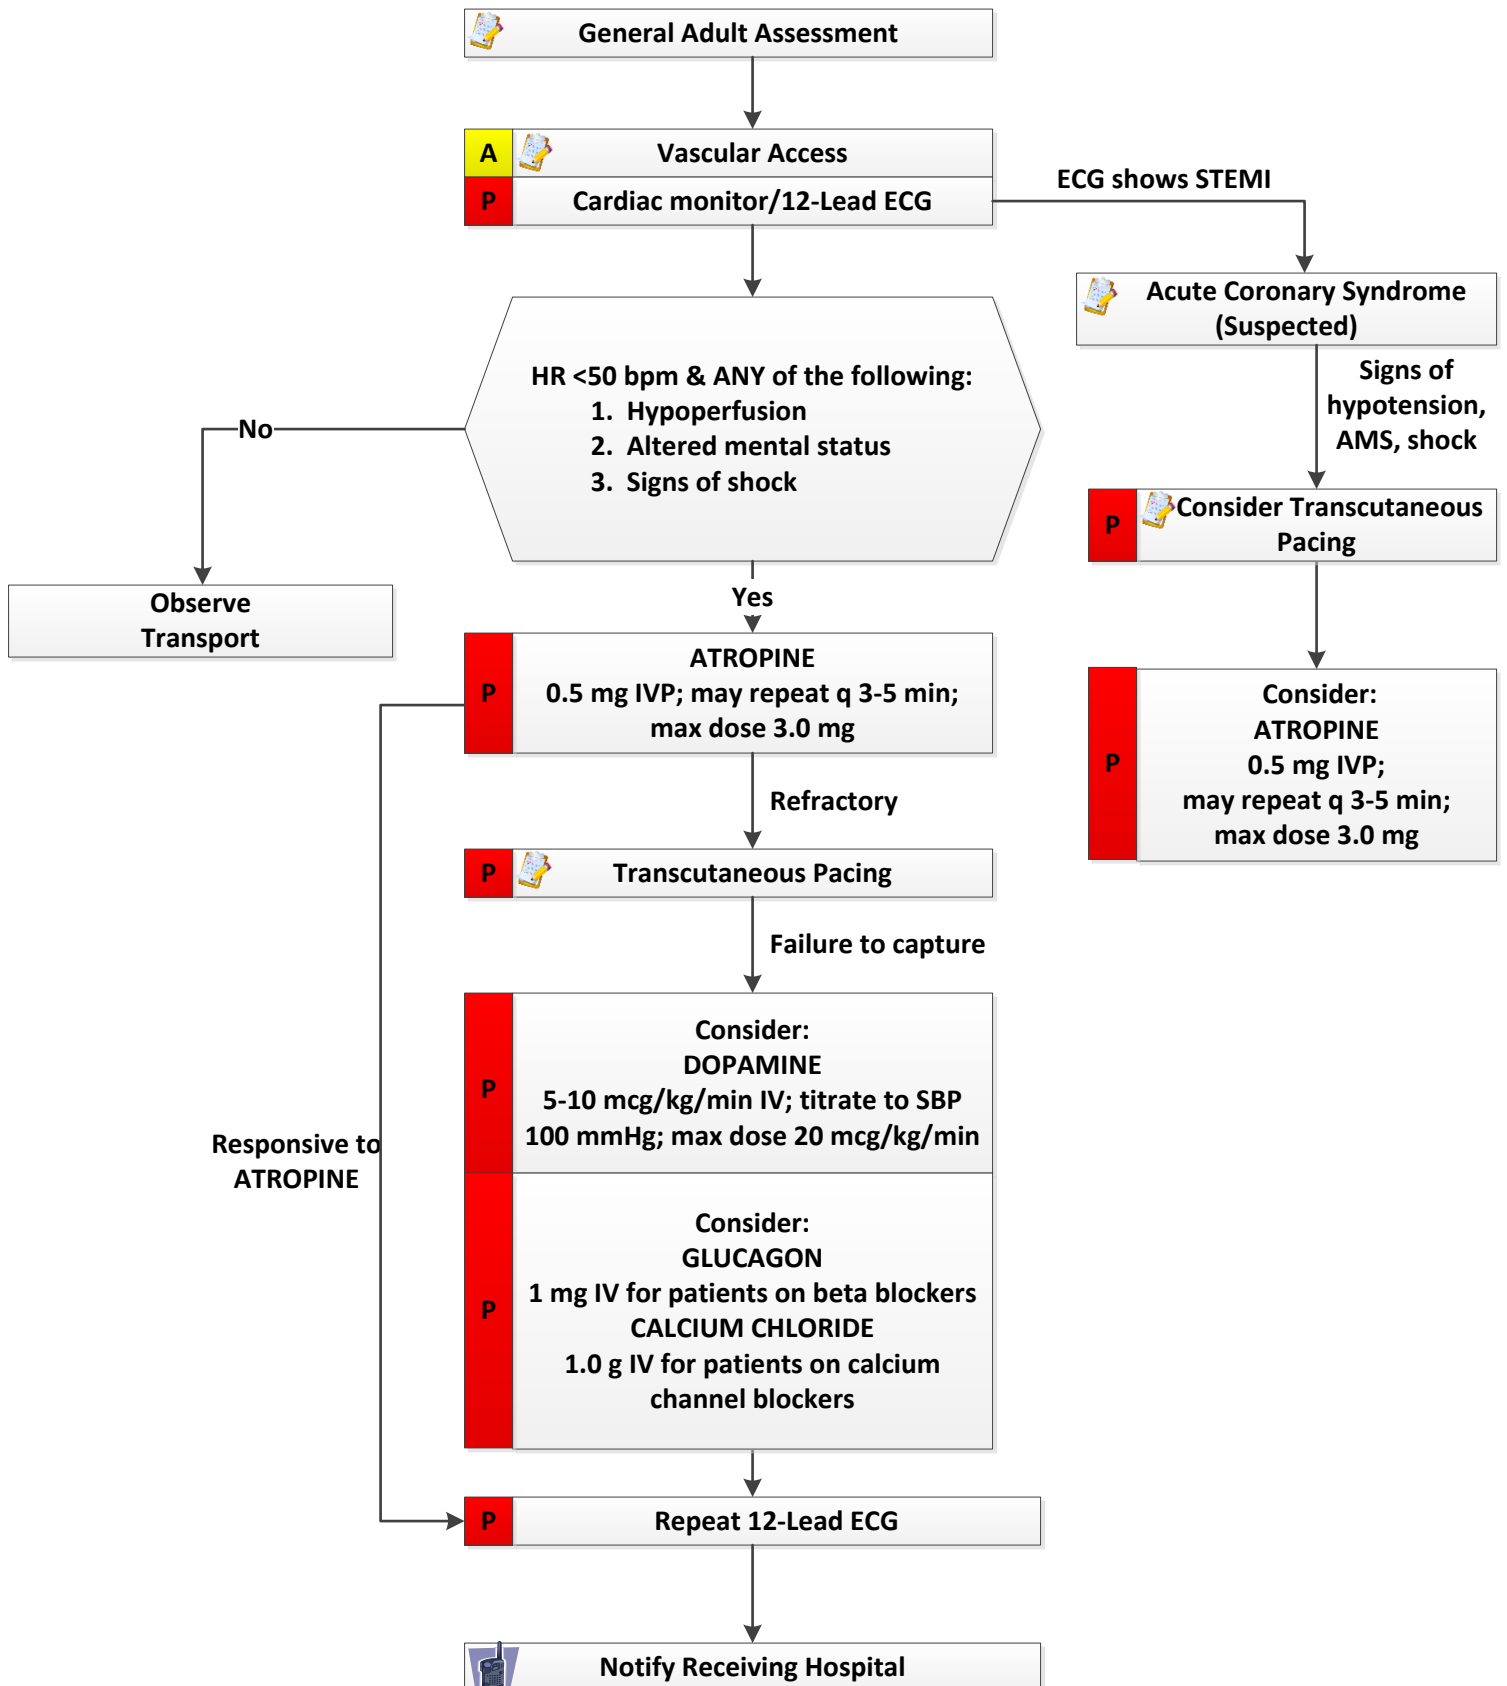 General Adult Assessment
A
Vascular Access
P
Cardiac monitor/12-Lead ECG
ECG shows STEMI
Acute Coronary Syndrome
(Suspected)
Signs of
hypotension,
AMS, shock
P
Consider Transcutaneous
Pacing
P
Consider:
ATROPINE
0.5 mg IVP;
may repeat q 3-5 min;
max dose 3.0 mg
HR <50 bpm & ANY of the following:
1. Hypoperfusion
2. Altered mental status
3. Signs of shock
No
Observe
Transport
Yes
P
ATROPINE
0.5 mg IVP; may repeat q 3-5 min;
max dose 3.0 mg
Refractory
P
Transcutaneous Pacing
Failure to capture
P
Consider:
DOPAMINE
5-10 mcg/kg/min IV; titrate to SBP
100 mmHg; max dose 20 mcg/kg/min
Responsive to
ATROPINE
P
Consider:
GLUCAGON
1 mg IV for patients on beta blockers
CALCIUM CHLORIDE
1.0 g IV for patients on calcium
channel blockers
P
Repeat 12-Lead ECG
Notify Receiving Hospital